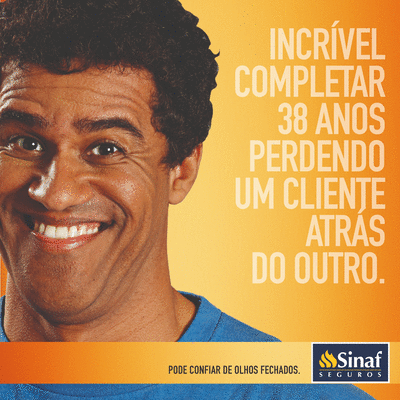 INCRÍVEL
COMPLETAR
38 ANOS
PERDENDO
UM CLIENTE
ATRÁS
DO OUTRO.
PODE CONFIAR DE OLHOS FECHADOS.
Sinaf
SEGUROS